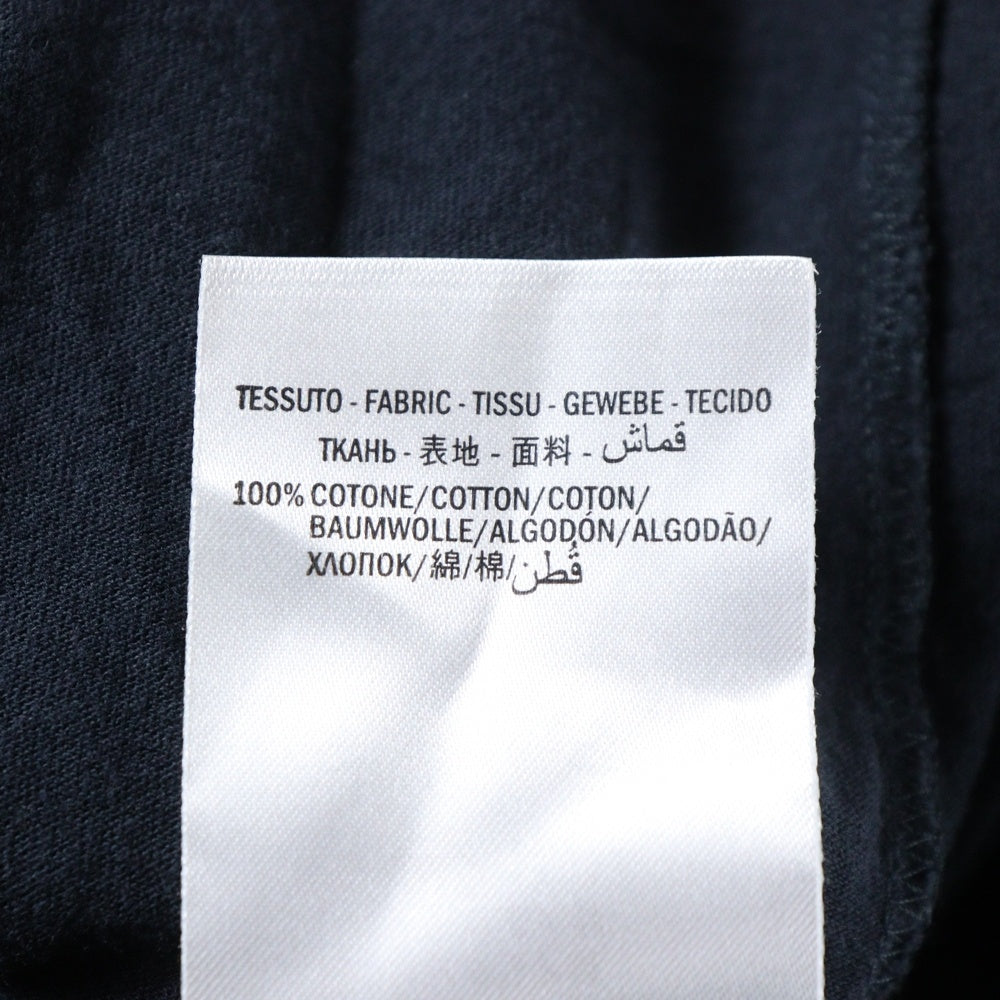 TESSUTO - FABRIC - TISSU - GEWEBE - TECIDO
ТКАНЬ - 表地 - 面料 - قماش
100% COTONE/COTTON/COTON/
BAUMWOLLE/ALGODÓN/ALGODÃO/
ХЛОПОК/綿/棉/قُطن